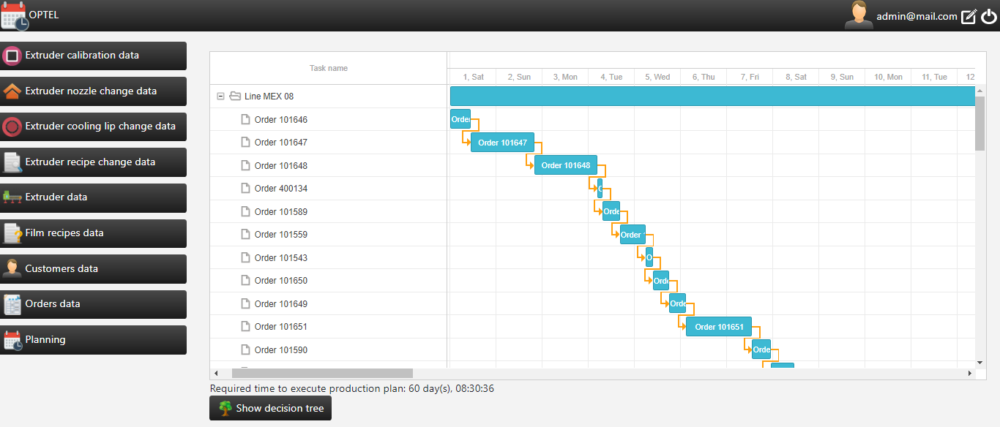 OPTEL
admin@mail.com
Extruder calibration data
Extruder nozzle change data
Extruder cooling lip change data
Extruder recipe change data
Extruder data
Film recipes data
Customers data
Orders data
Planning
Task name
1, Sat 2, Sun 3, Mon 4, Tue 5, Wed 6, Thu 7, Fri 8, Sat 9, Sun 10, Mon 11, Tue 12
Line MEX 08
Order 101646 Orde
Order 101647 Order 101647
Order 101648 Order 101648
Order 400134
Order 101589 Orde
Order 101559 Order 1
Order 101543 O
Order 101650 Orde
Order 101649 Orde
Order 101651 Order 101651
Order 101590 Orde
Required time to execute production plan: 60 day(s), 08:30:36
Show decision tree